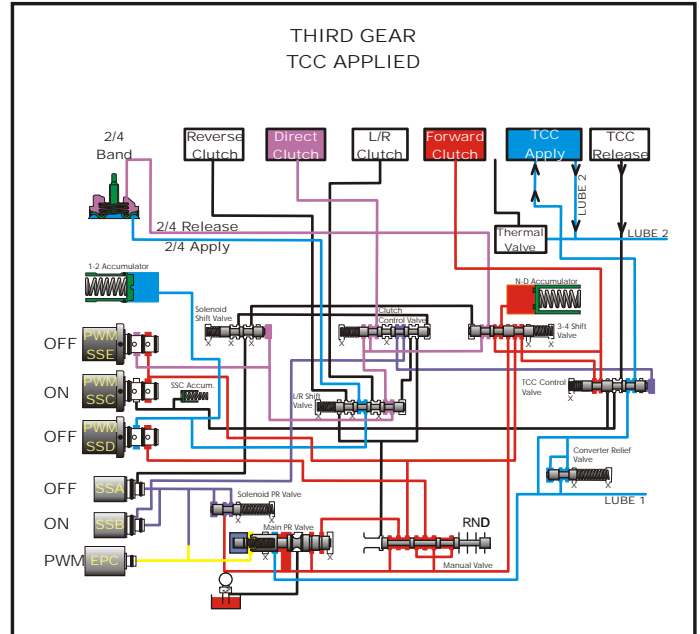 THIRD GEAR
TCC APPLIED
2/4
Band
Reverse
Clutch
Direct
Clutch
L/R
Clutch
Forward
Clutch
TCC
Apply
TCC
Release
LUBE 2
Thermal
Valve
LUBE 2
2/4 Release
2/4 Apply
1-2 Accumulator
N-D Accumulator
Solenoid
Shift Valve
Clutch
Control Valve
3-4 Shift
Valve
OFF
PWM
SSE
X
X
X
X
X
ON
PWM
SSC
SSC Accum.
L/R Shift
Valve
X
TCC Control
Valve
X
OFF
PWM
SSD
Converter Relief
Valve
X
X
OFF
SSA
LUBE 1
ON
SSB
Solenoid PR Valve
X
X
Main PR Valve
RND
PWM
EPC
X
X
Manual Valve